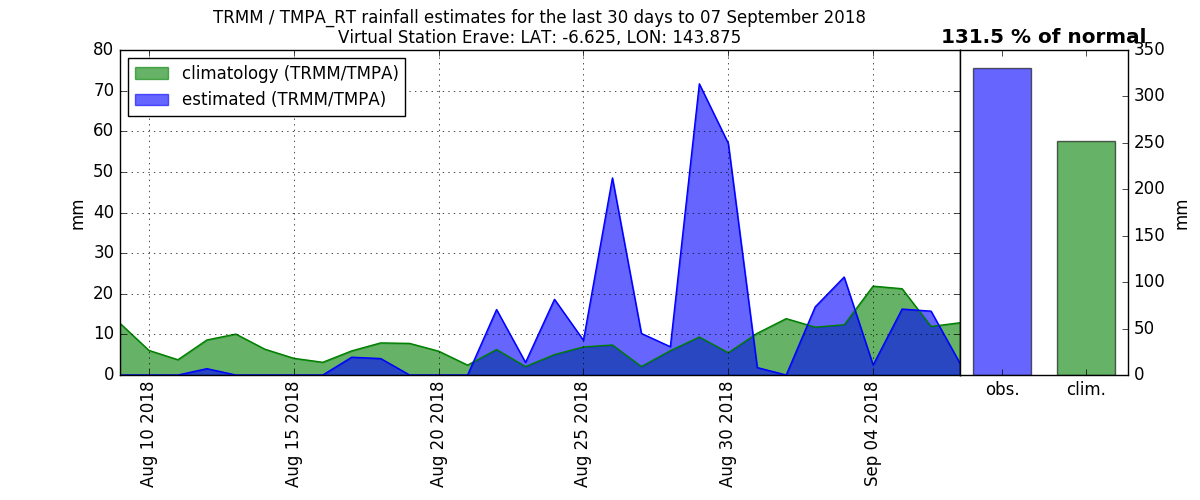 TRMM / TMPA_RT rainfall estimates for the last 30 days to 07 September 2018
Virtual Station Erave: LAT: -6.625, LON: 143.875
131.5 % of normal
climatology (TRMM/TMPA)
estimated (TRMM/TMPA)
mm
80
70
60
50
40
30
20
10
0
Aug 10 2018
Aug 15 2018
Aug 20 2018
Aug 25 2018
Aug 30 2018
Sep 04 2018
350
300
250
200
150
100
50
0
mm
obs.
clim.